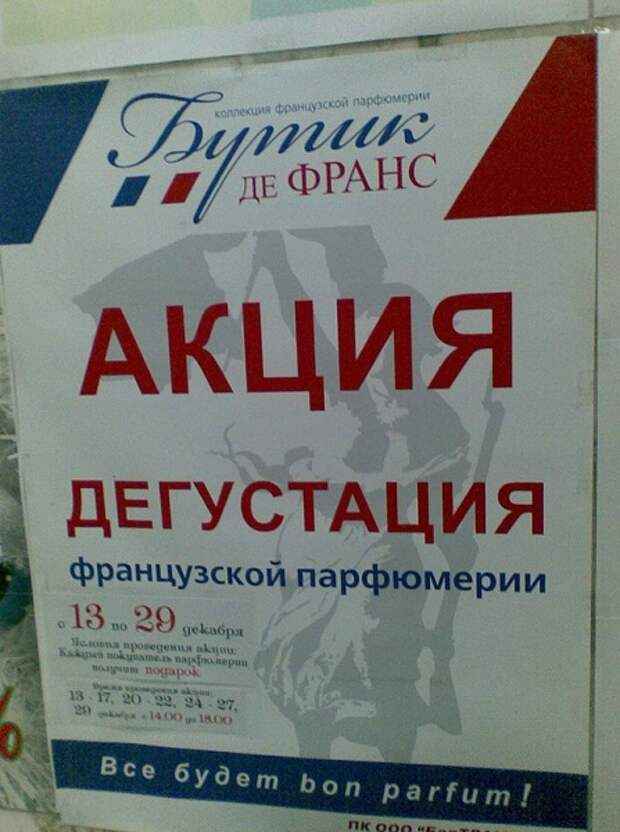 коллекция французской парфюмерии
Бутик
ДЕ ФРАНС
АКЦИЯ
ДЕГУСТАЦИЯ
французской парфюмерии
с 13 по 29 декабря
Условия проведения акции:
Каждый покупатель парфюмерии
получит подарок
Время проведения акции:
13 - 17, 20 - 22, 24 - 27,
29 декабря с 14.00 до 18.00
%
Все будет bon parfum!
ПК ООО